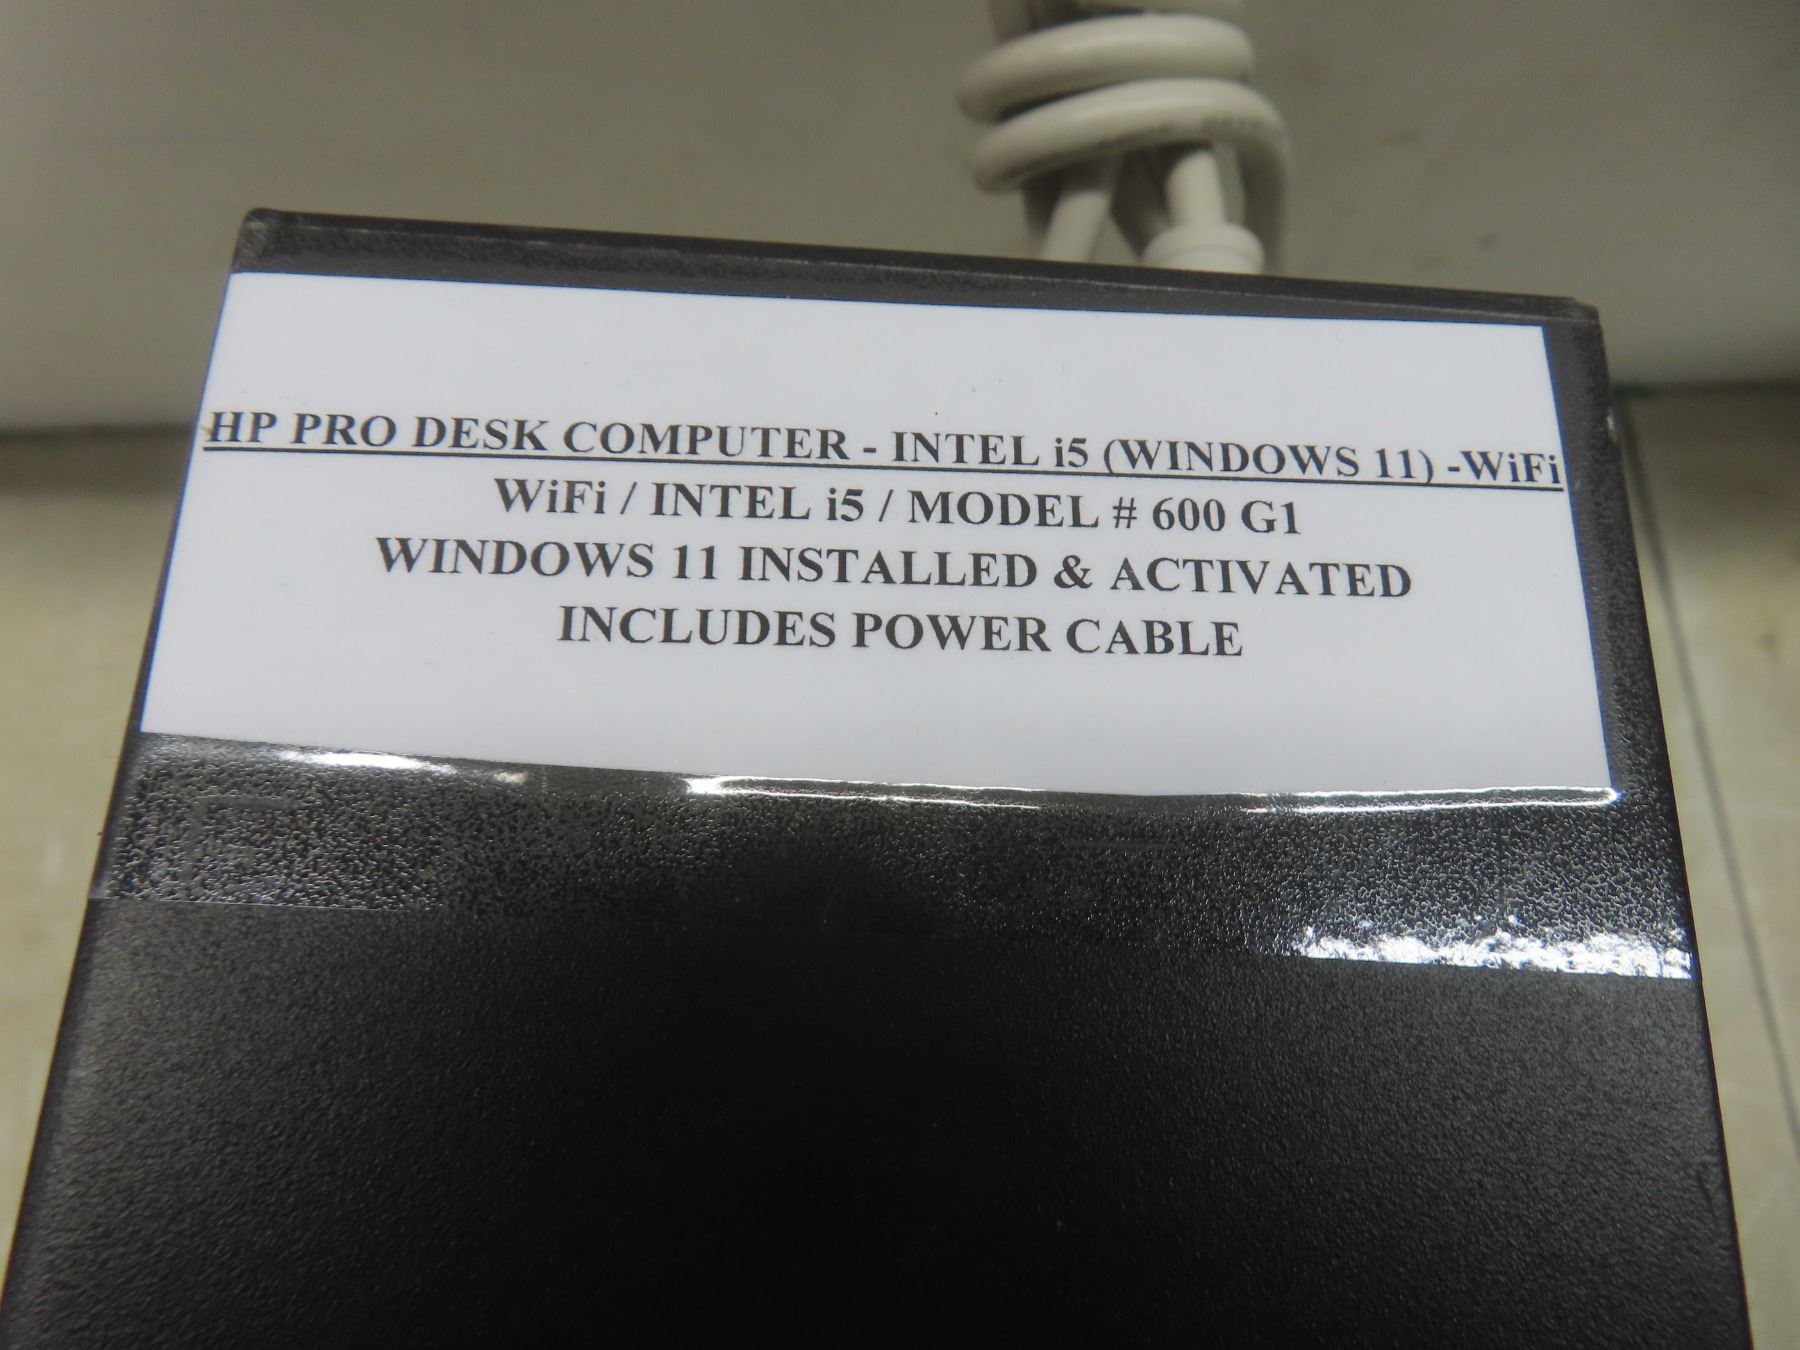 HP PRO DESK COMPUTER - INTEL i5 (WINDOWS 11) -WiFi
WiFi / INTEL i5 / MODEL # 600 G1
WINDOWS 11 INSTALLED & ACTIVATED
INCLUDES POWER CABLE